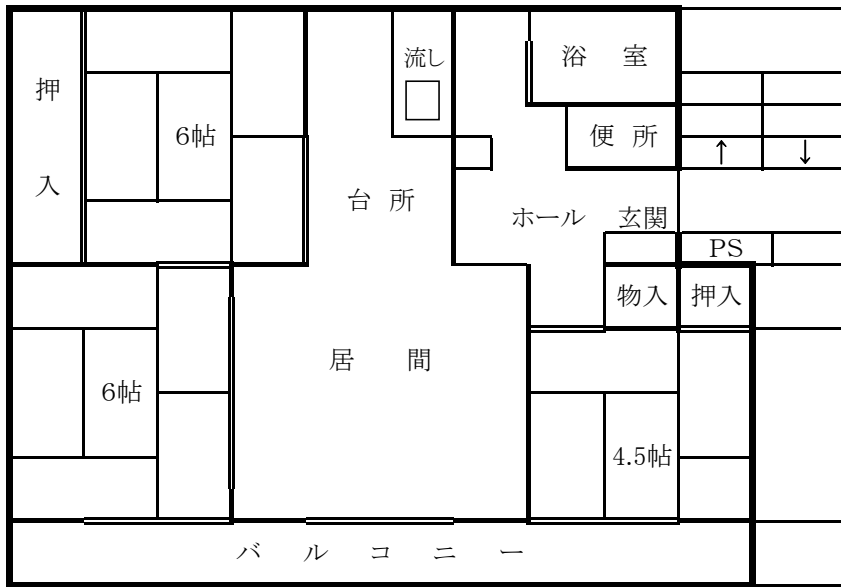 流し
浴室
押入
6帖
便所
↑ ↓
台所
ホール
玄関
PS
物入
押入
居間
6帖
4.5帖
バルコニー